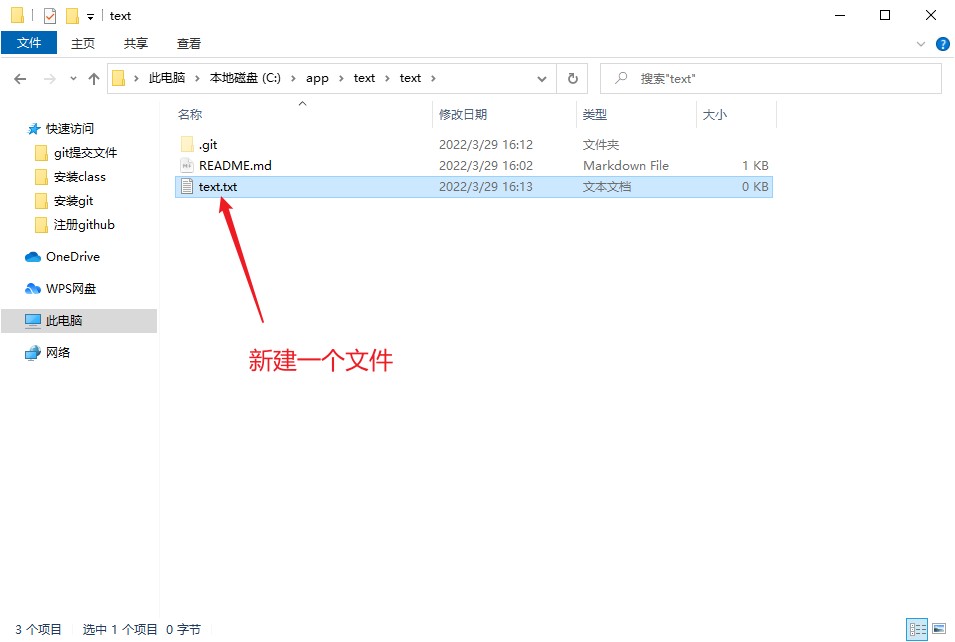 text
文件 主页 共享 查看
此电脑 本地磁盘 (C:) app text text 搜索"text"
名称 修改日期 类型 大小
快速访问
git提交文件
安装class
安装git
注册github
OneDrive
WPS网盘
此电脑
网络
.git 2022/3/29 16:12 文件夹
README.md 2022/3/29 16:02 Markdown File 1 KB
text.txt 2022/3/29 16:13 文本文档 0 KB
新建一个文件
3 个项目 选中 1 个项目 0 字节